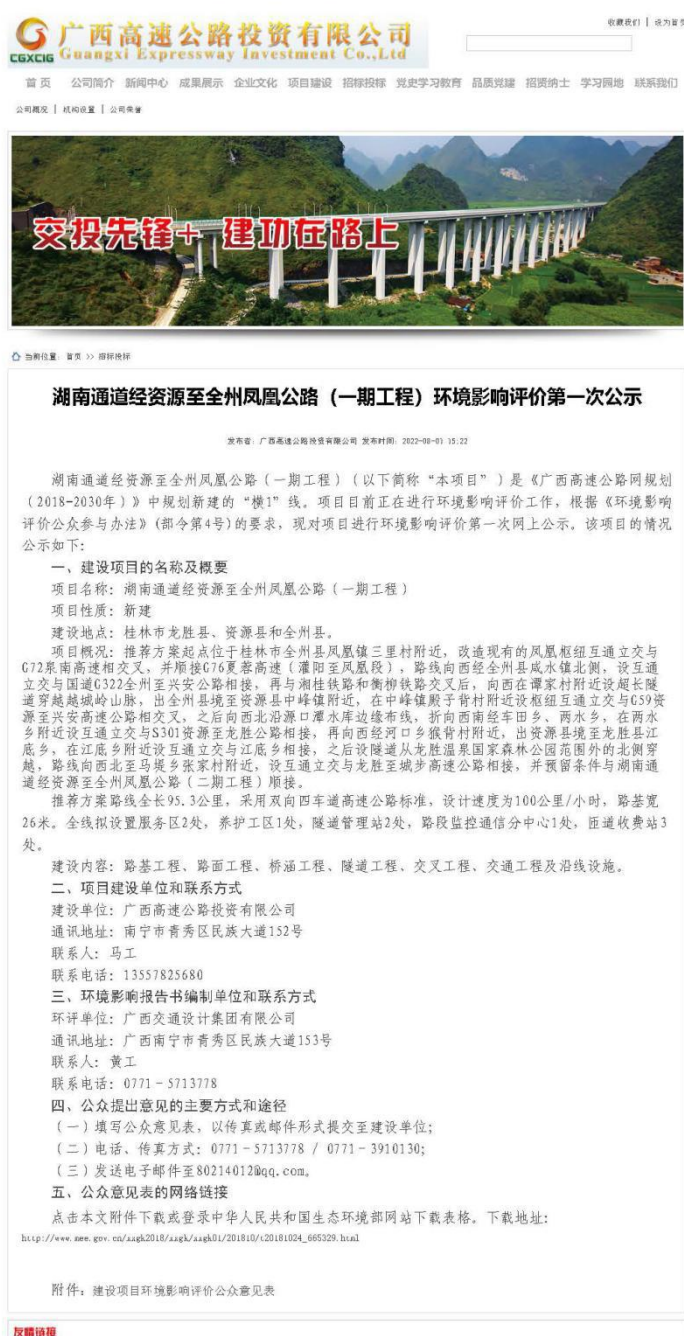 收藏我们 | 设为首页
广西高速公路投资有限公司
CGXCIG Guangxi Expressway Investment Co.,Ltd
首页 公司简介 新闻中心 成果展示 企业文化 项目建设 招标投标 党史学习教育 品质党建 招贤纳士 学习园地 联系我们
公司概况 | 机构设置 | 公司荣誉
交投先锋+ 建功在路上
当前位置: 首页 >> 招标投标
湖南通道经资源至全州凤凰公路（一期工程）环境影响评价第一次公示
发布者: 广西高速公路投资有限公司 发布时间: 2022-08-01 15:22
湖南通道经资源至全州凤凰公路（一期工程）（以下简称“本项目”）是《广西高速公路网规划
（2018-2030年）》中规划新建的“横1”线。项目目前正在进行环境影响评价工作，根据《环境影响
评价公众参与办法》(部令第4号)的要求，现对项目进行环境影响评价第一次网上公示。该项目的情况
公示如下:
一、建设项目的名称及概要
项目名称: 湖南通道经资源至全州凤凰公路（一期工程）
项目性质: 新建
建设地点: 桂林市龙胜县、资源县和全州县。
项目概况: 推荐方案起点位于桂林市全州县凤凰镇三里村附近，改造现有的凤凰枢纽互通立交与
G72泉南高速相交叉，并顺接G76夏蓉高速（灌阳至凤凰段），路线向西经全州县咸水镇北侧，设互通
立交与国道G322全州至兴安公路相接，再与湘桂铁路和衡柳铁路交叉后，向西在谭家村附近设超长隧
道穿越越城岭山脉，出全州县境至资源县中峰镇附近，在中峰镇殿子背村附近设枢纽互通立交与G59资
源至兴安高速公路相交叉，之后向西北沿源口潭水库边缘布线，折向西南经车田乡、两水乡，在两水
乡附近设互通立交与S301资源至龙胜公路相接，再向西经河口乡猴背村附近，出资源县境至龙胜县江
底乡，在江底乡附近设互通立交与江底乡相接，之后设隧道从龙胜温泉国家森林公园范围外的北侧穿
越，路线向西北至马堤乡张家村附近，设互通立交与龙胜至城步高速公路相接，并预留条件与湖南通
道经资源至全州凤凰公路（二期工程）顺接。
推荐方案路线全长95.3公里，采用双向四车道高速公路标准，设计速度为100公里/小时，路基宽
26米。全线拟设置服务区2处，养护工区1处，隧道管理站2处，路段监控通信分中心1处，匝道收费站3
处。
建设内容: 路基工程、路面工程、桥涵工程、隧道工程、交叉工程、交通工程及沿线设施。
二、项目建设单位和联系方式
建设单位: 广西高速公路投资有限公司
通讯地址: 南宁市青秀区民族大道152号
联系人: 马工
联系电话: 13557825680
三、环境影响报告书编制单位和联系方式
环评单位: 广西交通设计集团有限公司
通讯地址: 广西南宁市青秀区民族大道153号
联系人: 黄工
联系电话: 0771-5713778
四、公众提出意见的主要方式和途径
（一）填写公众意见表，以传真或邮件形式提交至建设单位;
（二）电话、传真方式: 0771-5713778 / 0771-3910130;
（三）发送电子邮件至80214012@qq.com。
五、公众意见表的网络链接
点击本文附件下载或登录中华人民共和国生态环境部网站下载表格。下载地址:
http://www.mee.gov.cn/xxgk2018/xxgk/xxgk01/201810/t20181024_665329.html
附件: 建设项目环境影响评价公众意见表
友情链接